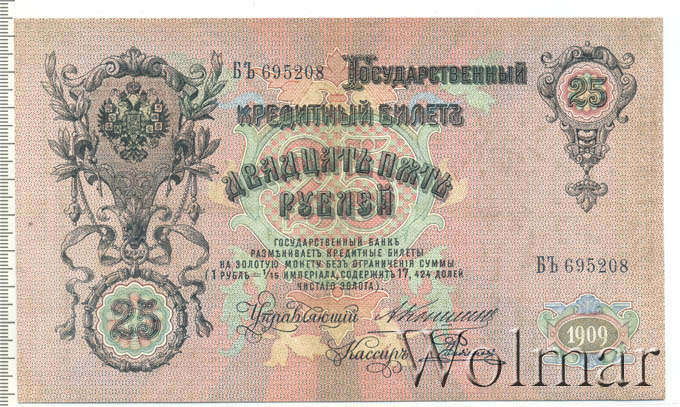 БЪ 695208
Государственный
25
Кредитный Билетъ
Двадцать Пять
Рублей
25
ГОСУДАРСТВЕННЫЙ БАНКЪ
РАЗМѢНИВАЕТЪ КРЕДИТНЫЕ БИЛЕТЫ
НА ЗОЛОТУЮ МОНЕТУ БЕЗЪ ОГРАНИЧЕНІЯ СУММЫ
(1 РУБЛЬ = 1/15 ИМПЕРІАЛА, СОДЕРЖИТЪ 17,424 ДОЛЕЙ
ЧИСТАГО ЗОЛОТА).
БЪ 695208
25
Управляющій
1909
Кассиръ
Wolmar